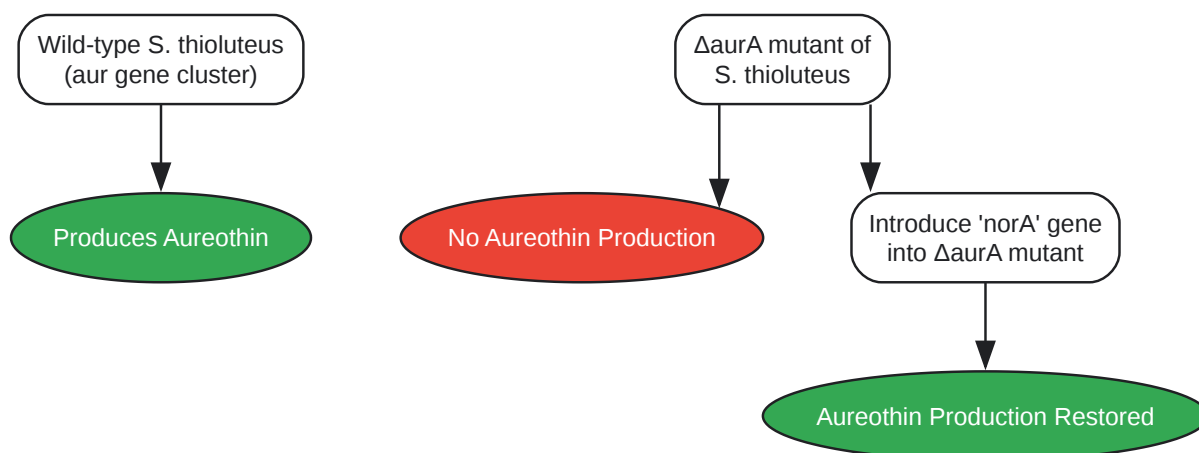 Wild-type S. thioluteus
(aur gene cluster)
ΔaurA mutant of
S. thioluteus
Produces Aureothin
No Aureothin Production
Introduce 'norA' gene
into ΔaurA mutant
Aureothin Production Restored